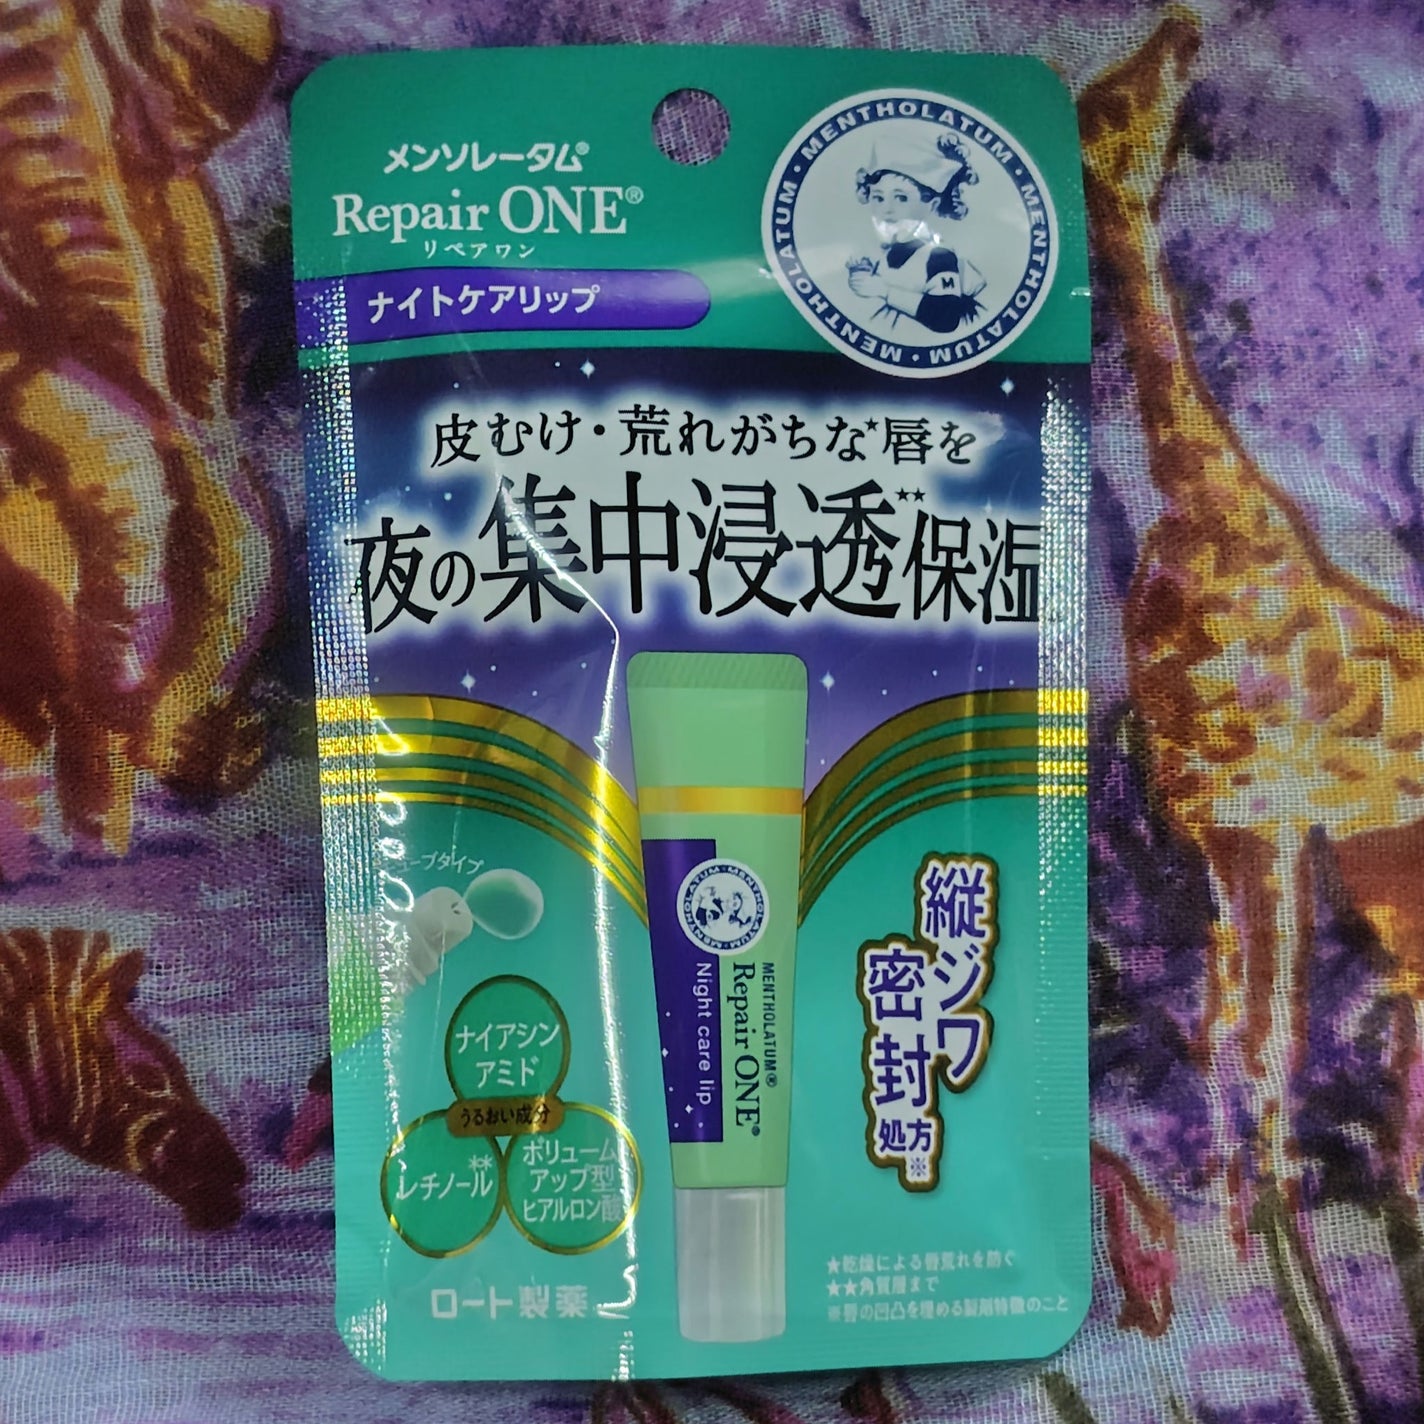 メンソレータム®
Repair ONE®
リペアワン
ナイトケアリップ
MENTHOLATUM・MENTHOLATUM・MENTHOLATUM・MENTHOLATUM・
M
皮むけ・荒れがちな★唇を
夜の集中浸透★★保湿
ープタイプ
ナイアシン
アミド
うるおい成分
レチノール★★
ボリューム
アップ型
ヒアルロン酸
MENTHOLATUM・MENTHOLATUM
MENTHOLATUM®
Repair ONE®
Night care lip
縦ジワ
密封
処方※
ロート製薬
★乾燥による唇荒れを防ぐ
★★角質層まで
※唇の凹凸を埋める製剤特徴のこと